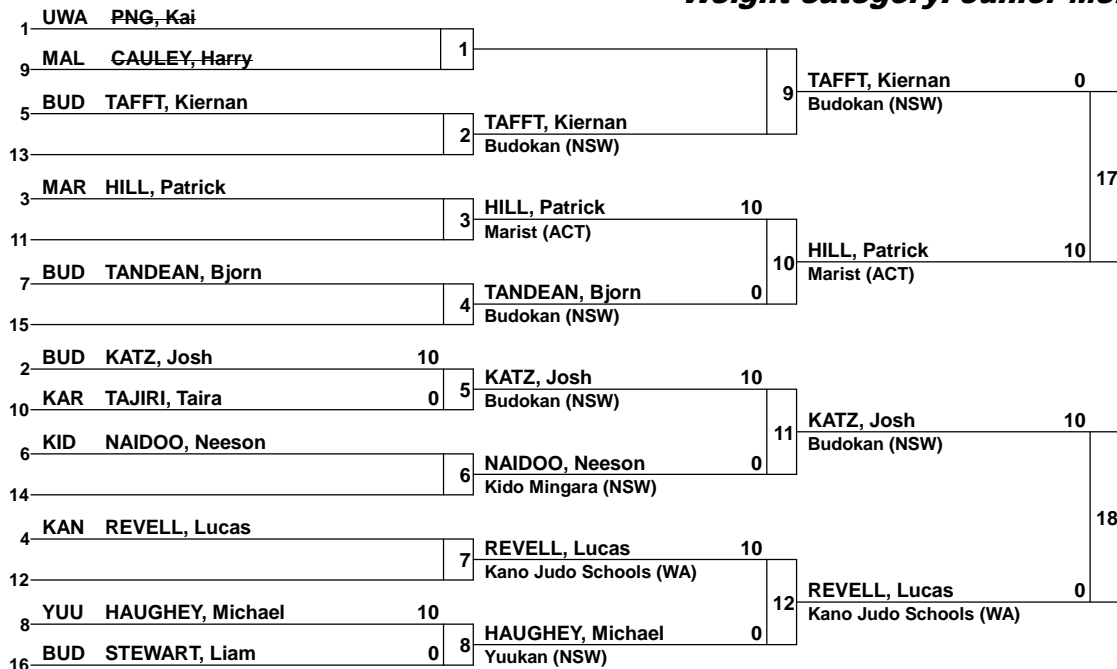 UWA PNG, Kai
1
MAL CAULEY, Harry
9
1
BUD TAFFT, Kiernan
5
13
2
TAFFT, Kiernan
Budokan (NSW)
9
TAFFT, Kiernan 0
Budokan (NSW)
MAR HILL, Patrick
3
11
3
HILL, Patrick 10
Marist (ACT)
BUD TANDEAN, Bjorn
7
15
4
TANDEAN, Bjorn 0
Budokan (NSW)
10
HILL, Patrick 10
Marist (ACT)
17
BUD KATZ, Josh 10
2
KAR TAJIRI, Taira 0
10
5
KATZ, Josh 10
Budokan (NSW)
KID NAIDOO, Neeson
6
14
6
NAIDOO, Neeson 0
Kido Mingara (NSW)
11
KATZ, Josh 10
Budokan (NSW)
KAN REVELL, Lucas
4
12
7
REVELL, Lucas 10
Kano Judo Schools (WA)
YUU HAUGHEY, Michael 10
8
BUD STEWART, Liam 0
16
8
HAUGHEY, Michael 0
Yuukan (NSW)
12
REVELL, Lucas 0
Kano Judo Schools (WA)
18